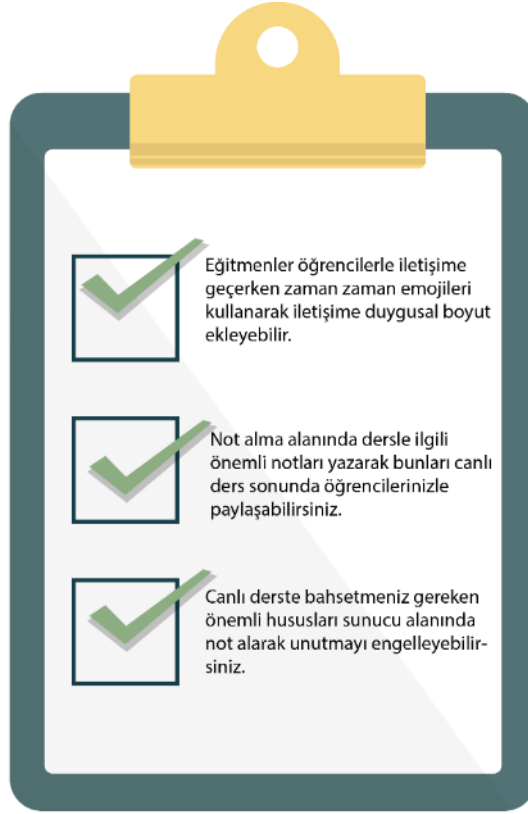 Eğitmenler öğrencilerle iletişime
geçerken zaman zaman emojileri
kullanarak iletişime duygusal boyut
ekleyebilir.
Not alma alanında dersle ilgili
önemli notları yazarak bunları canlı
ders sonunda öğrencilerinizle
paylaşabilirsiniz.
Canlı derste bahsetmeniz gereken
önemli hususları sunucu alanında
not alarak unutmayı engelleyebilir-
siniz.